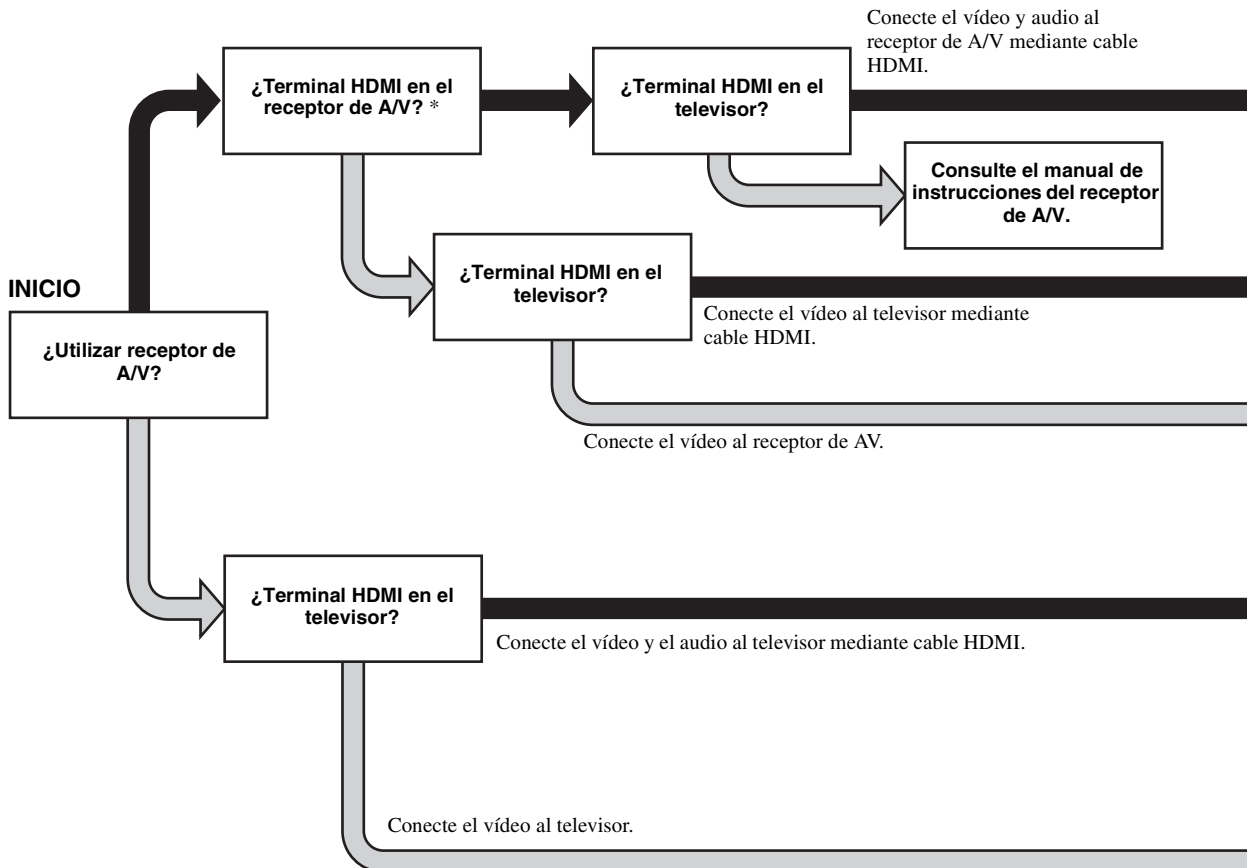 Conecte el vídeo y audio al
receptor de A/V mediante cable
HDMI.
¿Terminal HDMI en el
receptor de A/V? *
¿Terminal HDMI en el
televisor?
Consulte el manual de
instrucciones del receptor
de A/V.
¿Terminal HDMI en el
televisor?
INICIO
Conecte el vídeo al televisor mediante
cable HDMI.
¿Utilizar receptor de
A/V?
Conecte el vídeo al receptor de AV.
¿Terminal HDMI en el
televisor?
Conecte el vídeo y el audio al televisor mediante cable HDMI.
Conecte el vídeo al televisor.